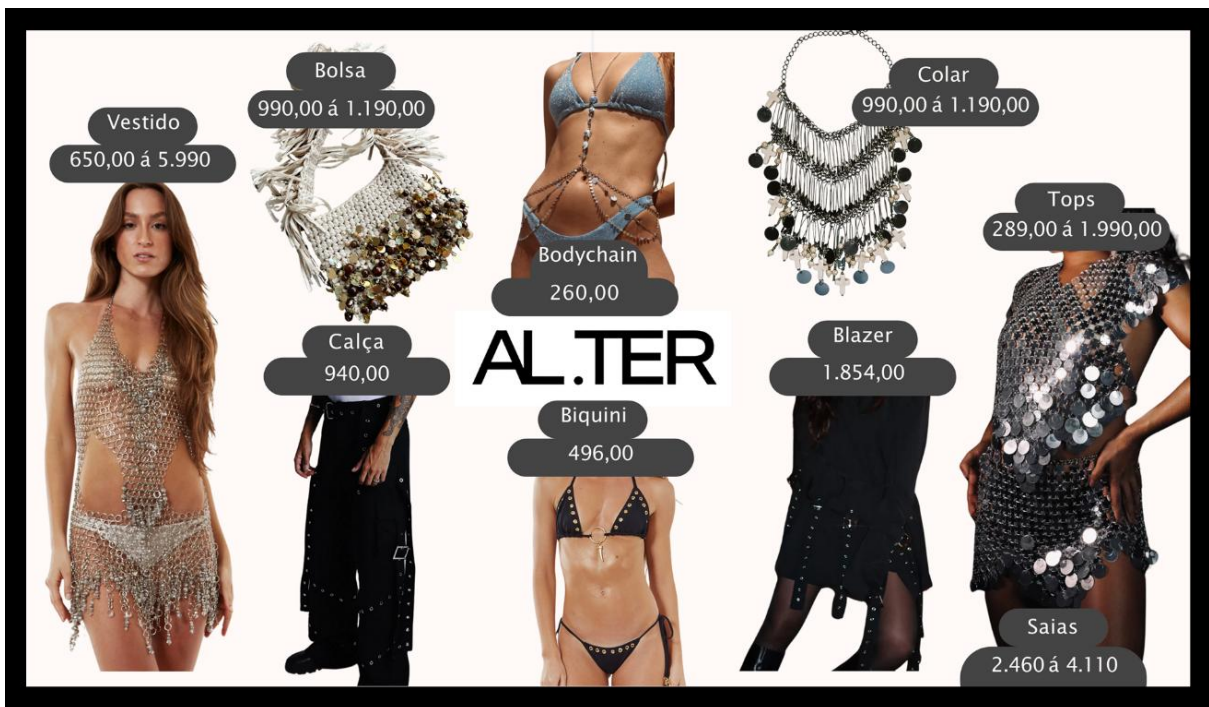 Vestido
650,00 á 5.990
Bolsa
990,00 á 1.190,00
Calça
940,00
Bodychain
260,00
AL.TER
Biquini
496,00
Colar
990,00 á 1.190,00
Blazer
1.854,00
Tops
289,00 á 1.990,00
Saias
2.460 á 4.110